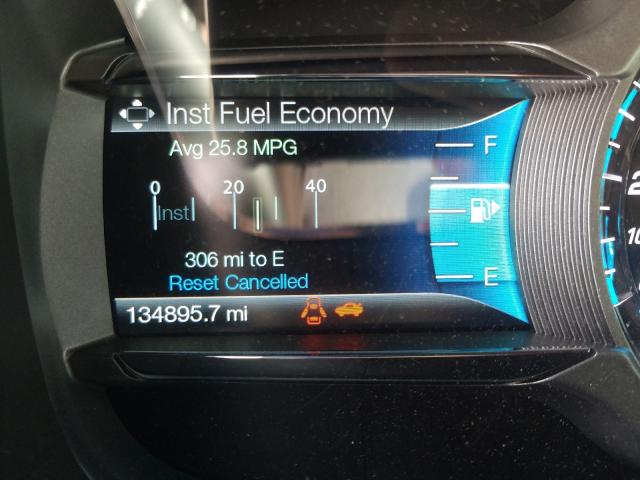 Inst Fuel Economy
Avg 25.8 MPG
F
0 20 40
Inst
306 mi to E
Reset Cancelled
E
134895.7 mi